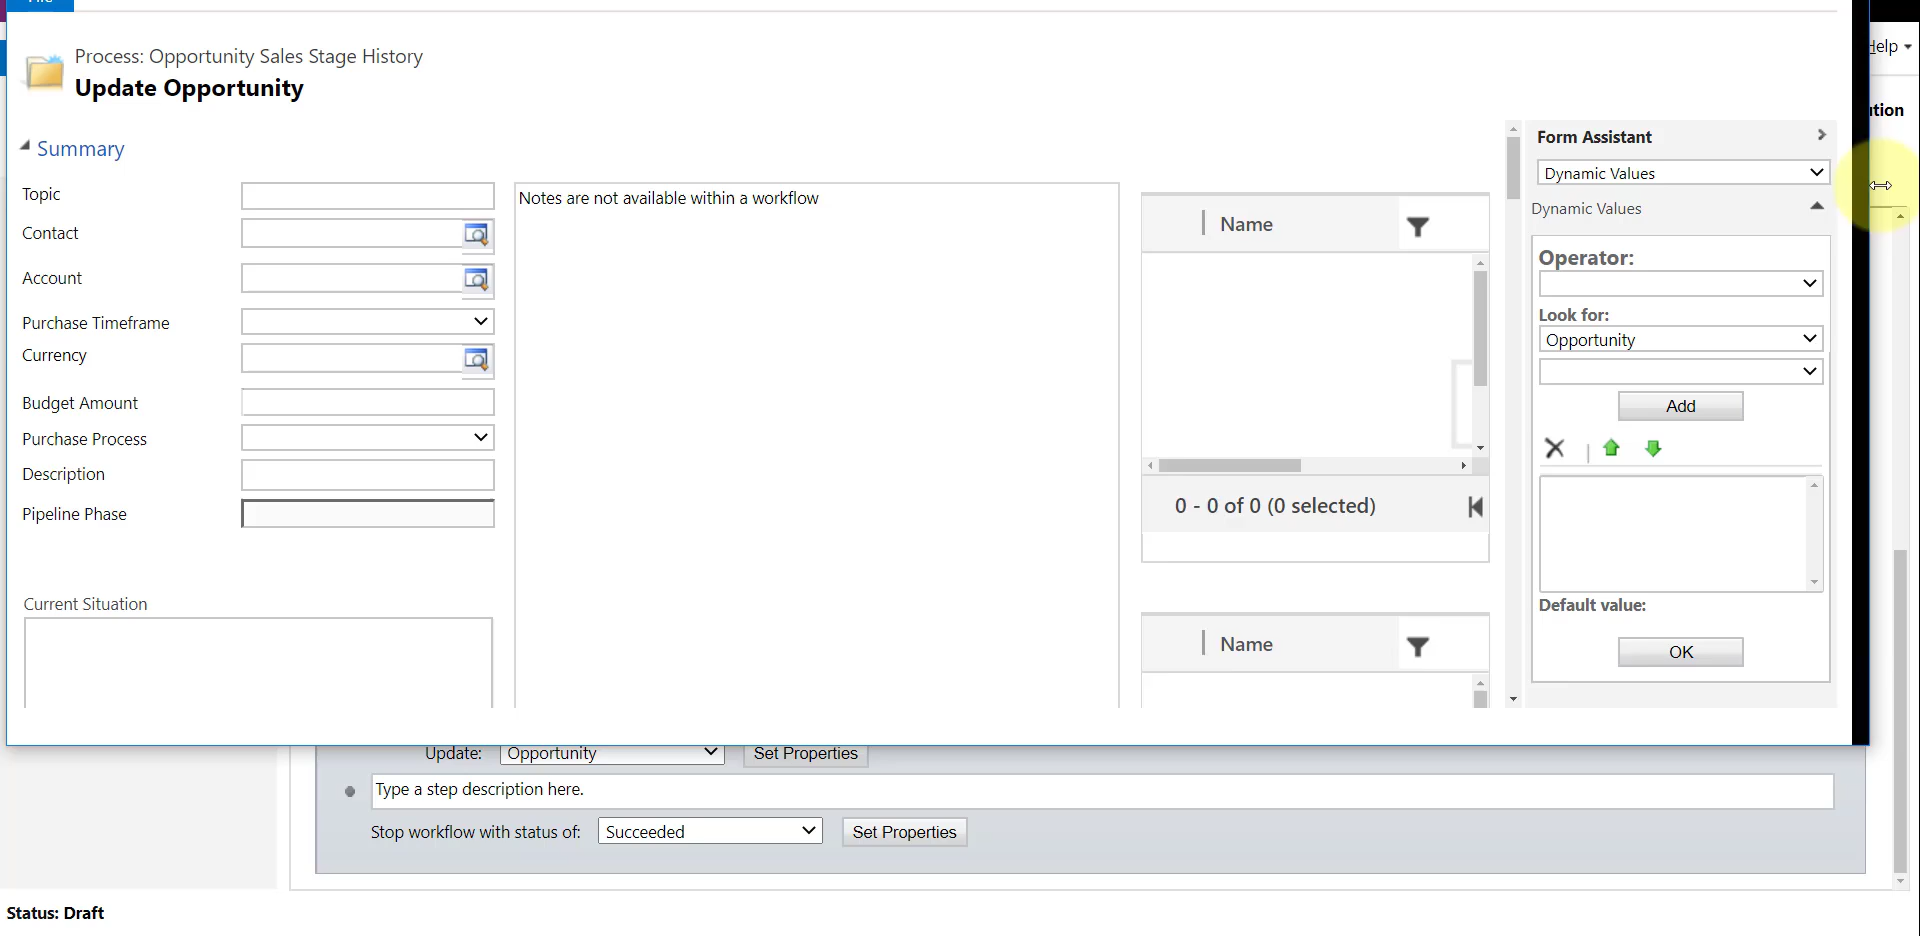 Help
Process: Opportunity Sales Stage History
Update Opportunity
Summary
Topic
Contact
Account
Purchase Timeframe
Currency
Budget Amount
Purchase Process
Description
Pipeline Phase
Current Situation
Notes are not available within a workflow
Name
0 - 0 of 0 (0 selected)
Name
Form Assistant
Dynamic Values
Dynamic Values
Operator:
Look for:
Opportunity
Add
Default value:
OK
Update: Opportunity Set Properties
Type a step description here.
Stop workflow with status of: Succeeded Set Properties
Status: Draft